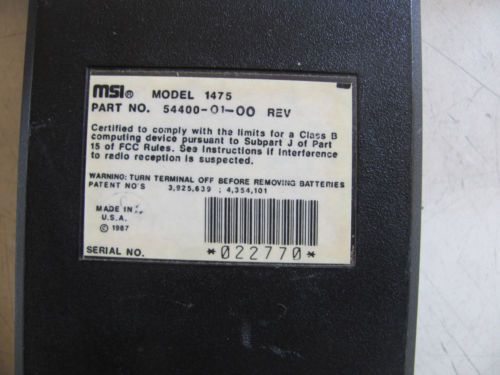 msi® MODEL 1475
PART NO. 54400-01-00 REV
Certified to comply with the limits for a Class B
computing device pursuant to Subpart J of Part
15 of FCC Rules. See Instructions if interference
to radio reception is suspected.
WARNING: TURN TERMINAL OFF BEFORE REMOVING BATTERIES
PATENT NO'S 3,925,639 ; 4,354,101
MADE IN
U.S.A.
© 1987
SERIAL NO. *022770*